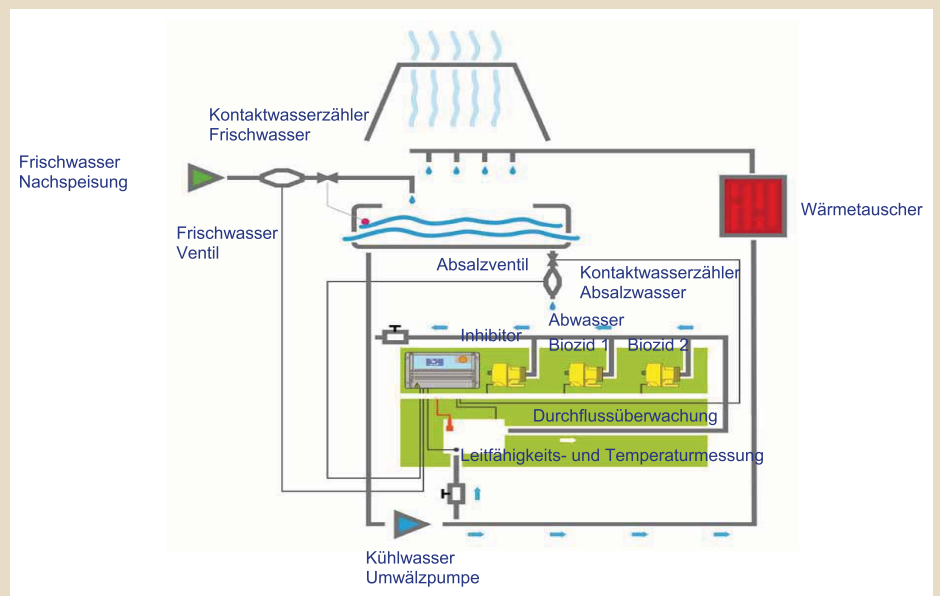 Kontaktwasserzähler
Frischwasser
Frischwasser
Nachspeisung
Wärmetauscher
Frischwasser
Ventil
Absalzventil
Kontaktwasserzähler
Absalzwasser
Abwasser
Inhibitor
Biozid 1
Biozid 2
Durchflussüberwachung
Leitfähigkeits- und Temperaturmessung
Kühlwasser
Umwälzpumpe